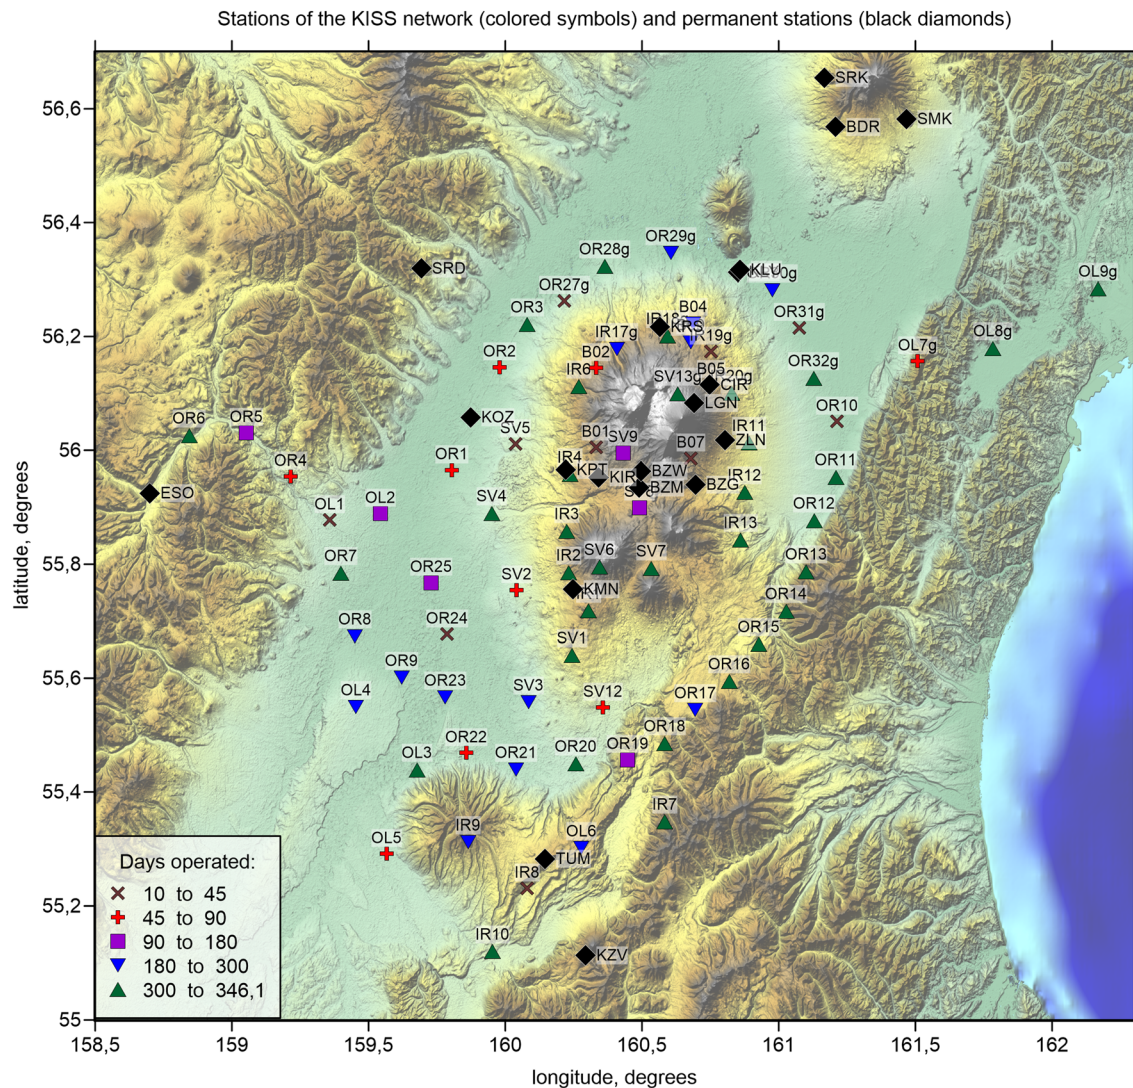 Stations of the KISS network (colored symbols) and permanent stations (black diamonds)
SRK
56,6
SMK
BDR
56,4
OR29g
OR28g
SRD
KLU
OL9g
OR27g
OR3
B04
OR31g
KRS
56,2
IR17g
IR19g
OL8g
OL7g
OR2
B02
B05
OR32g
IR6
SV13g
CIR
LGN
OR6
OR5
KOZ
OR10
SV5
B01
SV9
IR11
ZLN
B07
56
OR4
OR1
IR4
KPT
BZW
OR11
ESO
KIR
IR12
BZG
BZM
OL1
OL2
SV4
OR12
IR3
IR13
OR7
OR25
SV2
IR2
SV6
SV7
OR13
55,8
KMN
OR14
OR8
OR24
SV1
OR15
OR9
OR16
55,6
OL4
OR23
SV3
SV12
OR17
OR22
OR21
OR20
OR19
OR18
OL3
55,4
IR7
OL5
IR9
OL6
TUM
IR8
55,2
IR10
KZV
55
Days operated:
10 to 45
45 to 90
90 to 180
180 to 300
300 to 346,1
158,5 159 159,5 160 160,5 161 161,5 162
longitude, degrees
latitude, degrees